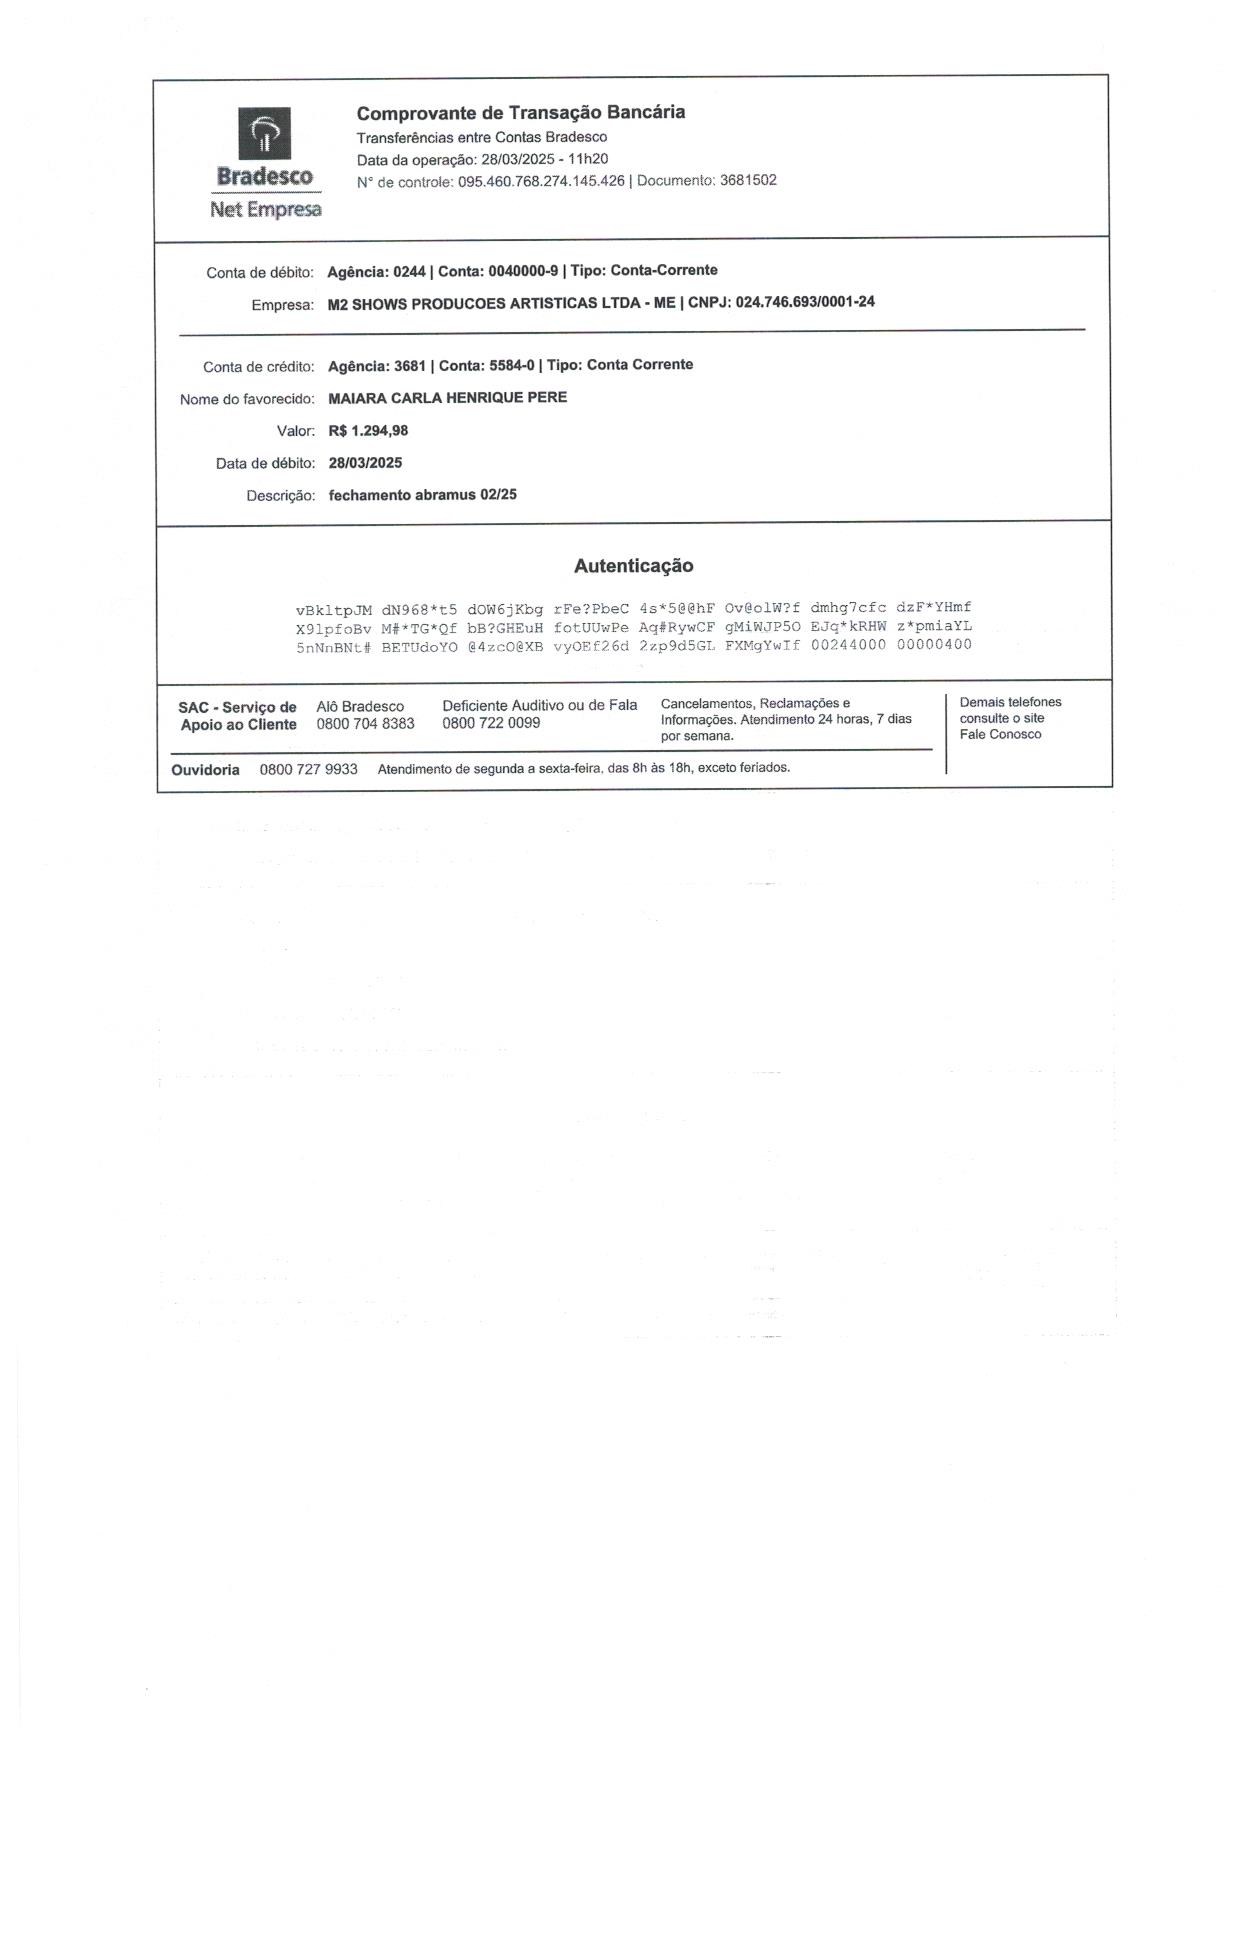 Comprovante de Transação Bancária
Transferências entre Contas Bradesco
Data da operação: 28/03/2025 - 11h20
N° de controle: 095.460.768.274.145.426 | Documento: 3681502
Bradesco
Net Empresa
Conta de débito: Agência: 0244 | Conta: 0040000-9 | Tipo: Conta-Corrente
Empresa: M2 SHOWS PRODUCOES ARTISTICAS LTDA - ME | CNPJ: 024.746.693/0001-24
Conta de crédito: Agência: 3681 | Conta: 5584-0 | Tipo: Conta Corrente
Nome do favorecido: MAIARA CARLA HENRIQUE PERE
Valor: R$ 1.294,98
Data de débito: 28/03/2025
Descrição: fechamento abramus 02/25
Autenticação
vBkltpJM dN968*t5 dOW6jKbg rFe?PbeC 4s*5@@hF Ov@olW?f dmhg7cfc dzF*YHmf
X9lpfoBv M#*TG*Qf bB?GHEuH fotUUwPe Aq#RywCF gMiWJP5O EJq*kRHW z*pmiaYL
5nNnBNt# BETUdoYO @4zcO@XB vyOEf26d 2zp9d5GL FXMgYwIf 00244000 00000400
SAC - Serviço de Apoio ao Cliente
Alô Bradesco
0800 704 8383
Deficiente Auditivo ou de Fala
0800 722 0099
Cancelamentos, Reclamações e
Informações. Atendimento 24 horas, 7 dias
por semana.
Demais telefones
consulte o site
Fale Conosco
Ouvidoria 0800 727 9933 Atendimento de segunda a sexta-feira, das 8h às 18h, exceto feriados.